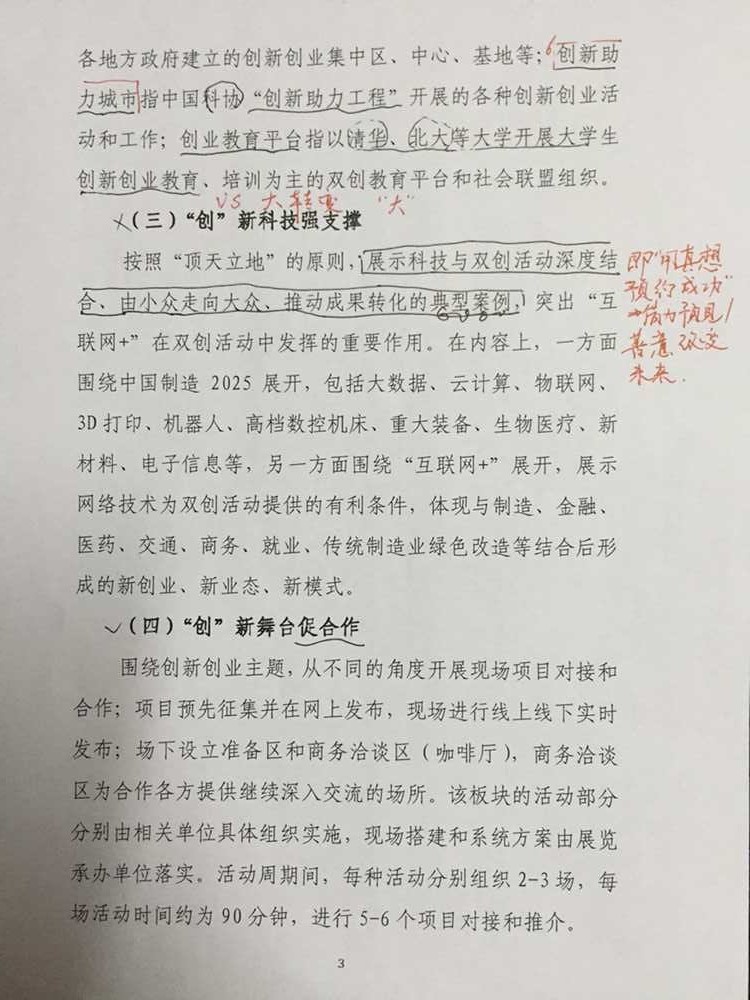 各地方政府建立的创新创业集中区、中心、基地等；6创新助
力城市指中国科协“创新助力工程”开展的各种创新创业活
动和工作；创业教育平台指以清华、北大等大学开展大学生
创新创业教育、培训为主的双创教育平台和社会联盟组织。
VS 大转变 “大”
（三）“创”新科技强支撑
按照“顶天立地”的原则，展示科技与双创活动深度结
合、由小众走向大众、推动成果转化的典型案例，突出“互
联网+”在双创活动中发挥的重要作用。在内容上，一方面
围绕中国制造 2025 展开，包括大数据、云计算、物联网、
3D 打印、机器人、高档数控机床、重大装备、生物医疗、新
材料、电子信息等，另一方面围绕“互联网+”展开，展示
网络技术为双创活动提供的有利条件，体现与制造、金融、
医药、交通、商务、就业、传统制造业绿色改造等结合后形
成的新创业、新业态、新模式。
即“用真想
预约成功”
预见
善意改变
未来.
（四）“创”新舞台促合作
围绕创新创业主题，从不同的角度开展现场项目对接和
合作；项目预先征集并在网上发布，现场进行线上线下实时
发布；场下设立准备区和商务洽谈区（咖啡厅），商务洽谈
区为合作各方提供继续深入交流的场所。该板块的活动部分
分别由相关单位具体组织实施，现场搭建和系统方案由展览
承办单位落实。活动周期间，每种活动分别组织 2-3 场，每
场活动时间约为 90 分钟，进行 5-6 个项目对接和推介。
3